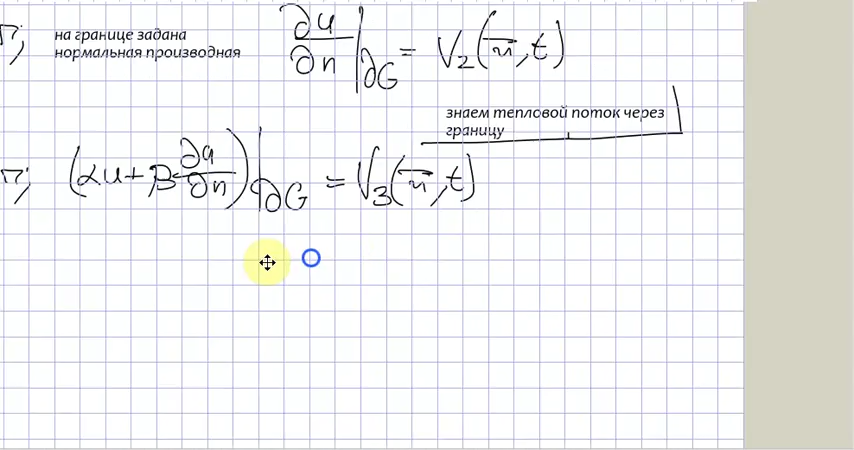 на границе задана
нормальная производная
∂u/∂n |∂G = V₂(π̄, t)
знаем тепловой поток через
границу
(αu + β ∂u/∂n)|∂G = V₃(π̄, t)